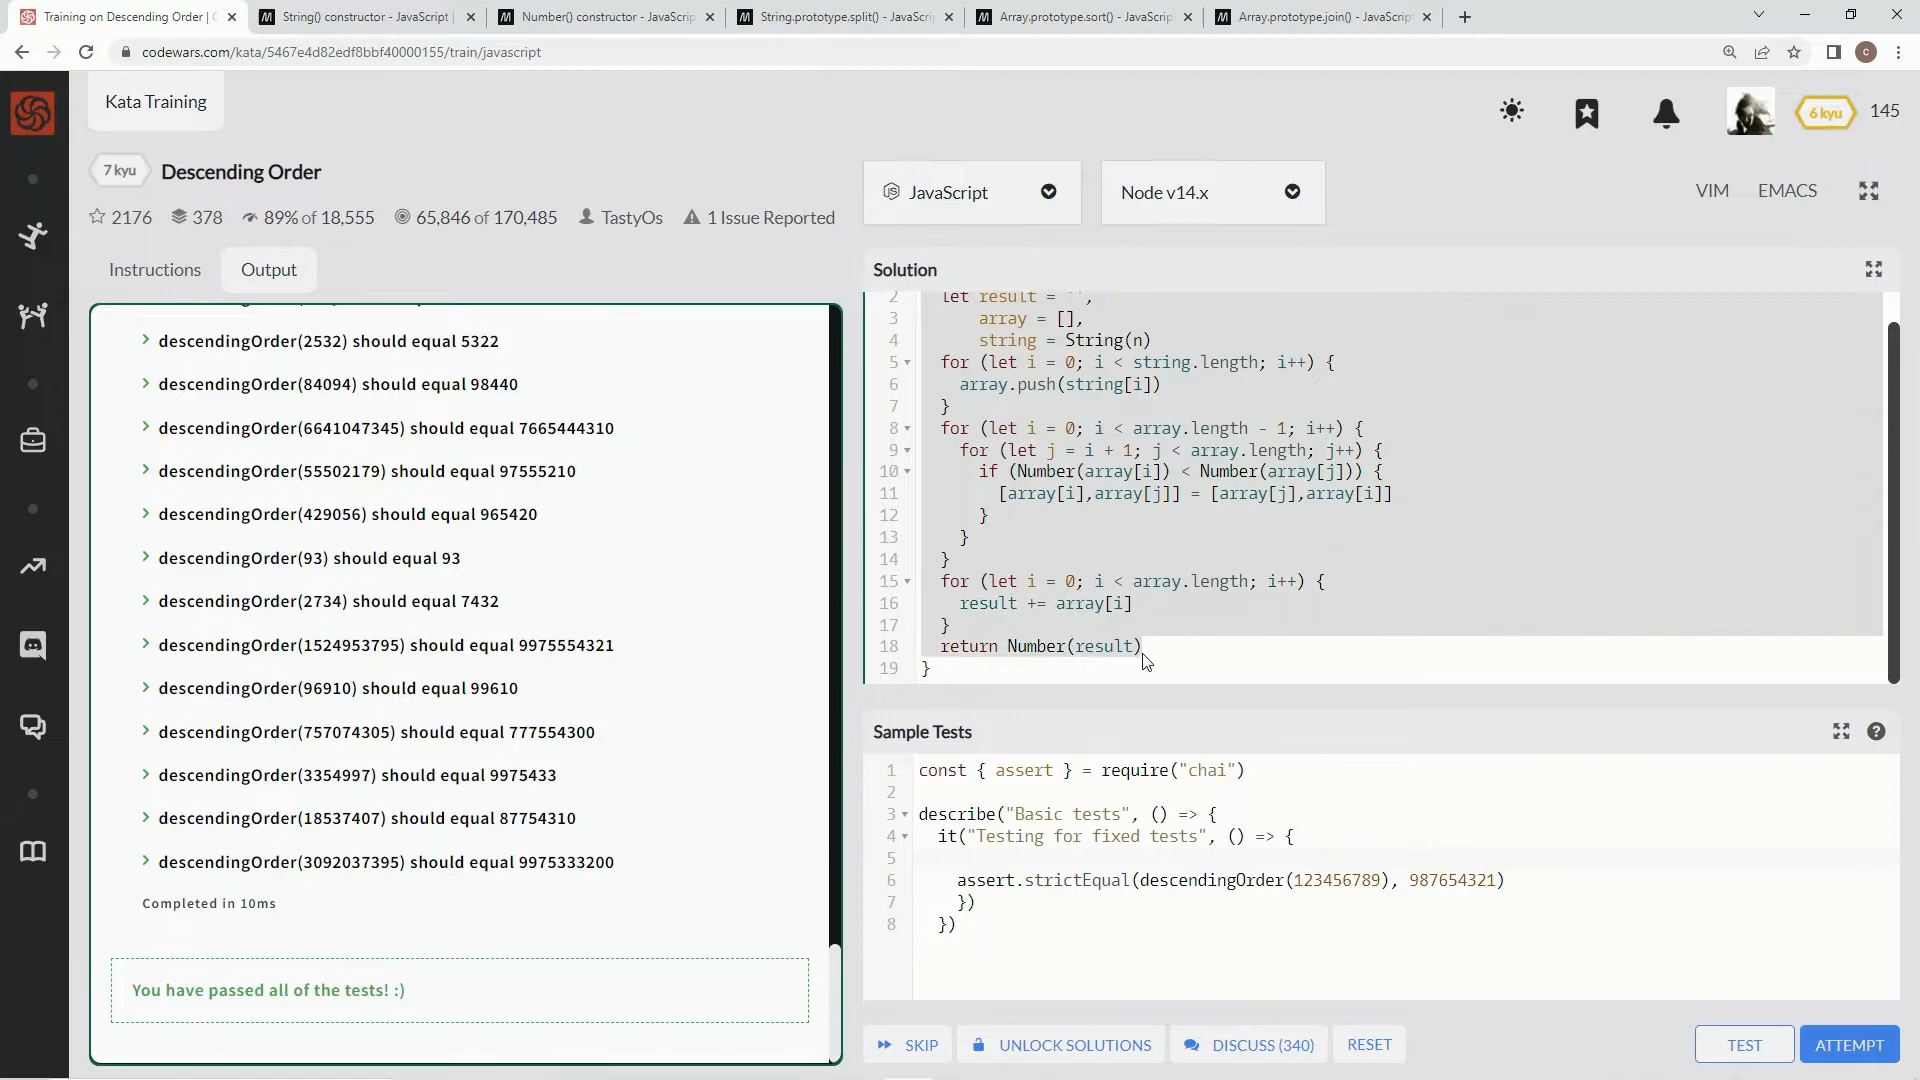 Training on Descending Order | C
String() constructor - JavaScript |
Number() constructor - JavaScrip
String.prototype.split() - JavaScri
Array.prototype.sort() - JavaScrip
Array.prototype.join() - JavaScript
codewars.com/kata/5467e4d82edf8bbf40000155/train/javascript
C
Kata Training
6 kyu
145
7 kyu
Descending Order
2176
378
89% of 18,555
65,846 of 170,485
TastyOs
1 Issue Reported
JavaScript
Node v14.x
VIM
EMACS
Instructions
Output
descendingOrder(2532) should equal 5322
descendingOrder(84094) should equal 98440
descendingOrder(6641047345) should equal 7665444310
descendingOrder(55502179) should equal 97555210
descendingOrder(429056) should equal 965420
descendingOrder(93) should equal 93
descendingOrder(2734) should equal 7432
descendingOrder(1524953795) should equal 9975554321
descendingOrder(96910) should equal 99610
descendingOrder(757074305) should equal 777554300
descendingOrder(3354997) should equal 9975433
descendingOrder(18537407) should equal 87754310
descendingOrder(3092037395) should equal 9975333200
Completed in 10ms
You have passed all of the tests! :)
Solution
2 let result = '',
3 array = [],
4 string = String(n)
5 for (let i = 0; i < string.length; i++) {
6 array.push(string[i])
7 }
8 for (let i = 0; i < array.length - 1; i++) {
9 for (let j = i + 1; j < array.length; j++) {
10 if (Number(array[i]) < Number(array[j])) {
11 [array[i],array[j]] = [array[j],array[i]]
12 }
13 }
14 }
15 for (let i = 0; i < array.length; i++) {
16 result += array[i]
17 }
18 return Number(result)
19 }
Sample Tests
1 const { assert } = require("chai")
2
3 describe("Basic tests", () => {
4 it("Testing for fixed tests", () => {
5
6 assert.strictEqual(descendingOrder(123456789), 987654321)
7 })
8 })
SKIP
UNLOCK SOLUTIONS
DISCUSS (340)
RESET
TEST
ATTEMPT